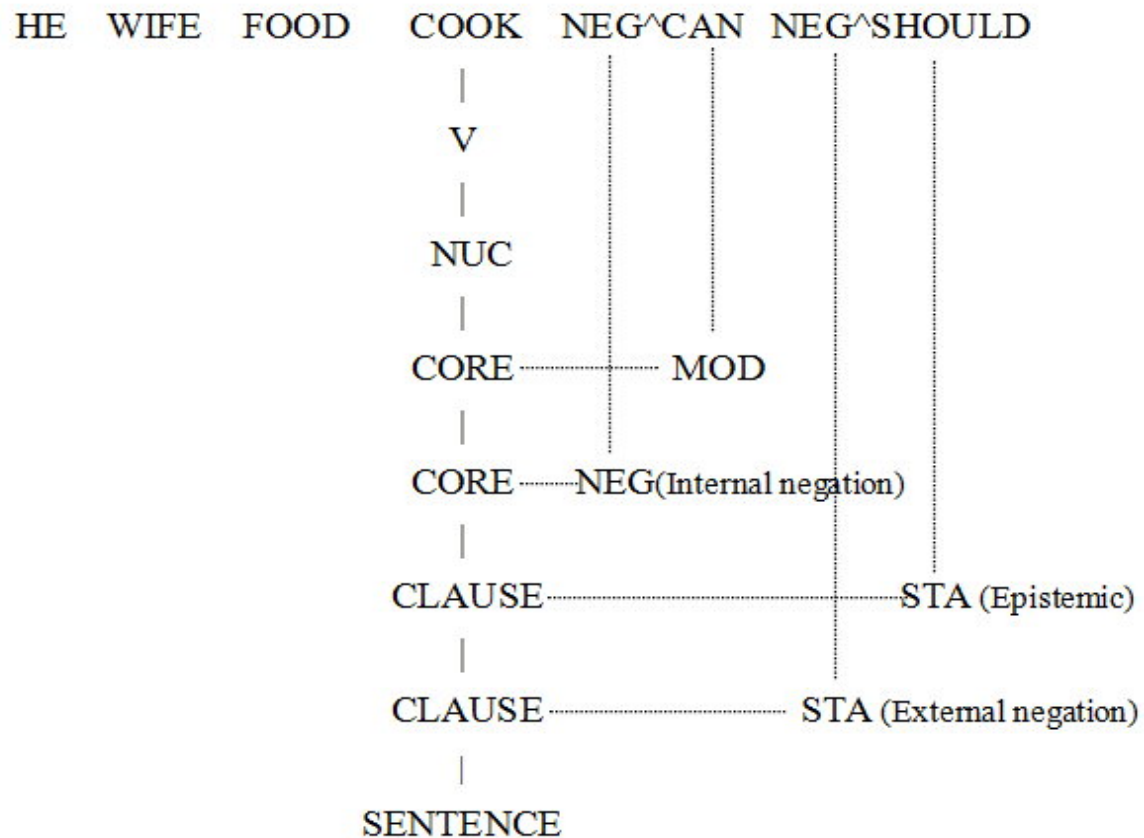 HE WIFE FOOD COOK NEG^CAN NEG^SHOULD
V
NUC
CORE MOD
CORE NEG(Internal negation)
CLAUSE STA (Epistemic)
CLAUSE STA (External negation)
SENTENCE